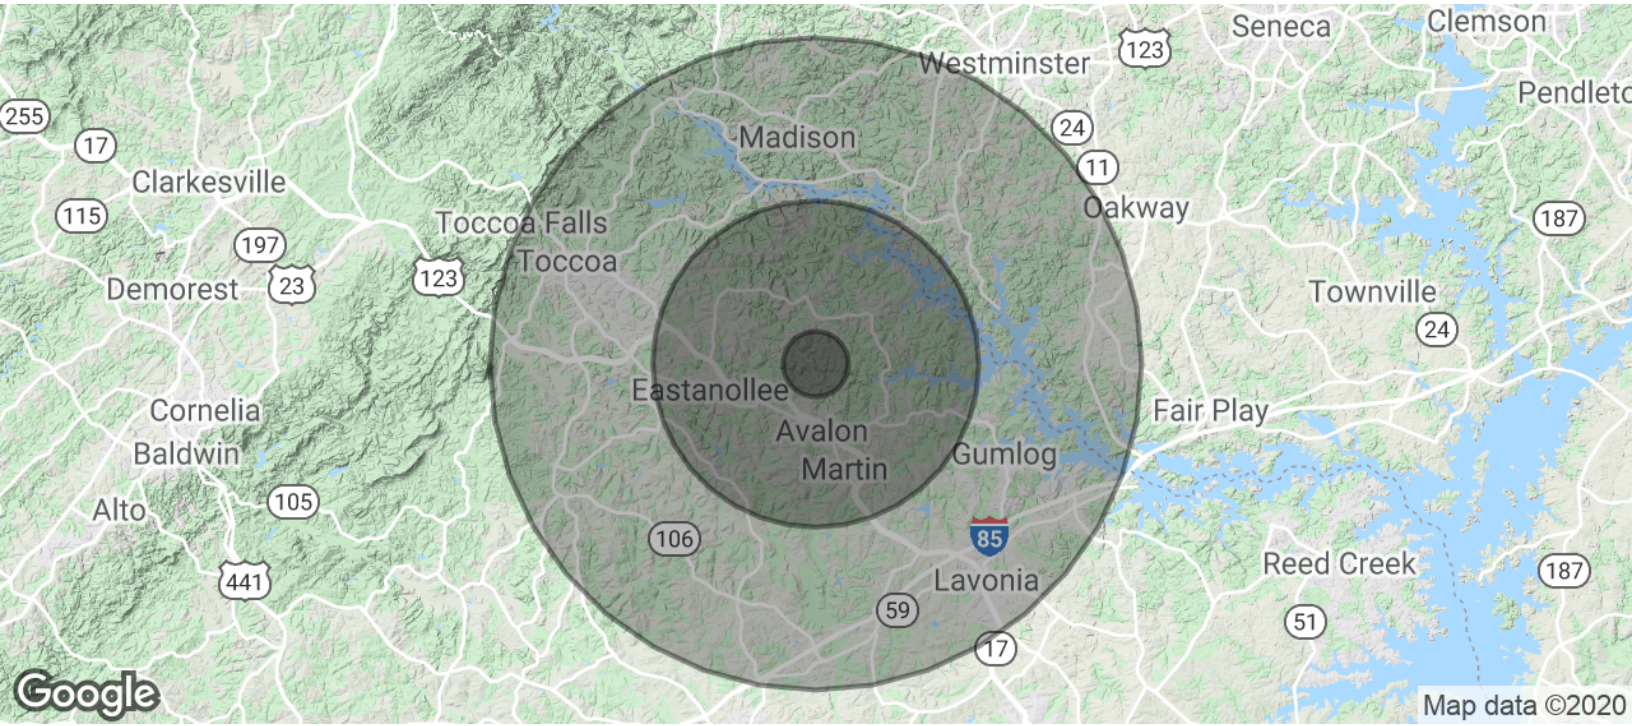 Clemson
Seneca
123
Westminster
Pendleto
255
24
Madison
17
11
Clarkesville
Oakway
115
187
Toccoa Falls
197
Toccoa
123
23
Demorest
Townville
24
Eastanollee
Cornelia
Fair Play
Avalon
Baldwin
Gumlog
Martin
105
Alto
106
85
Reed Creek
187
441
Lavonia
59
51
17
Google
Map data ©2020